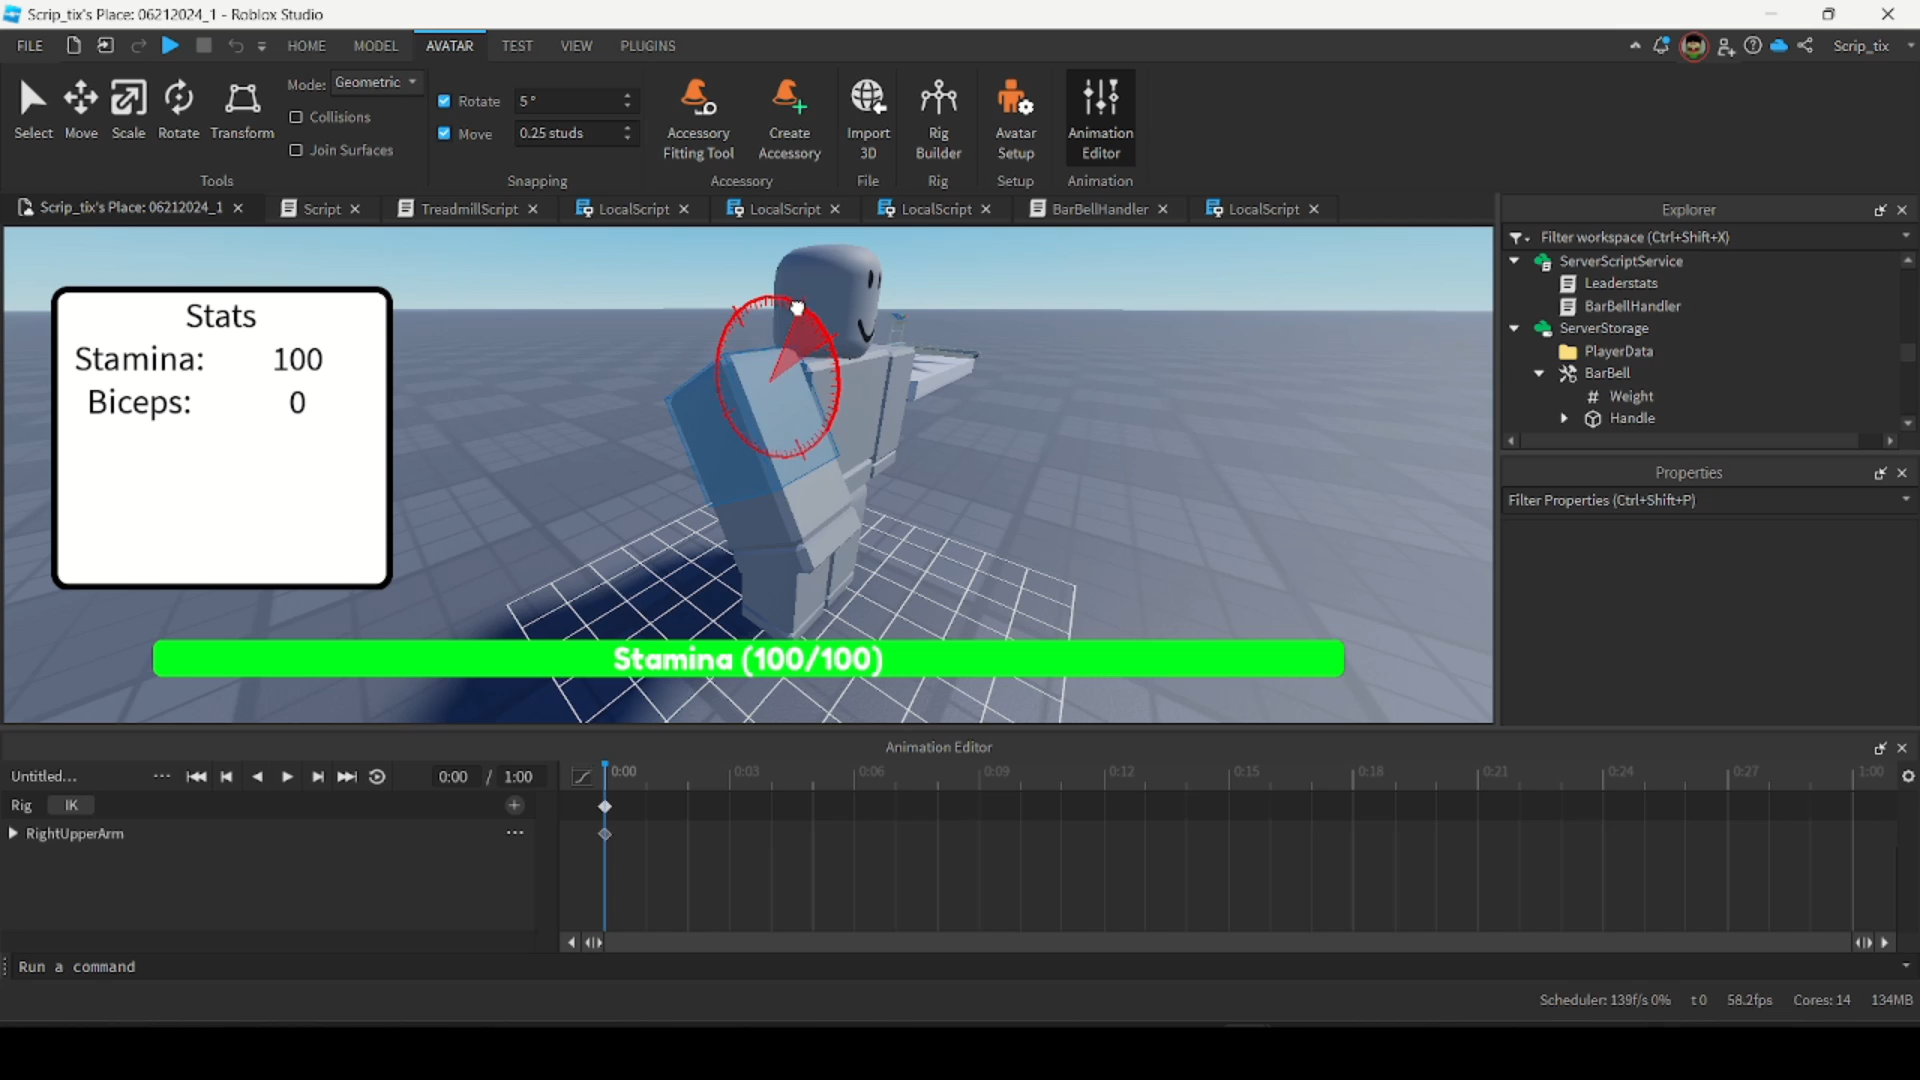 Scrip_tix's Place: 06212024_1 - Roblox Studio
FILE HOME MODEL AVATAR TEST VIEW PLUGINS Scrip_tix
Select Move Scale Rotate Transform
Mode: Geometric
Collisions
Join Surfaces
Tools
Rotate 5°
Move 0.25 studs
Snapping
Accessory
Fitting Tool
Create
Accessory
Accessory
Import
3D
File
Rig
Builder
Rig
Avatar
Setup
Setup
Animation
Editor
Animation
Scrip_tix's Place: 06212024_1 Script TreadmillScript LocalScript LocalScript LocalScript BarBellHandler LocalScript
Stats
Stamina: 100
Biceps: 0
Stamina (100/100)
Explorer
Filter workspace (Ctrl+Shift+X)
ServerScriptService
Leaderstats
BarBellHandler
ServerStorage
PlayerData
BarBell
# Weight
Handle
Properties
Filter Properties (Ctrl+Shift+P)
Animation Editor
Untitled... 0:00 / 1:00
0:00 0:03 0:06 0:09 0:12 0:15 0:18 0:21 0:24 0:27 1:00
Rig IK
RightUpperArm
Run a command
Scheduler: 139f/s 0% t 0 58.2fps Cores: 14 134MB